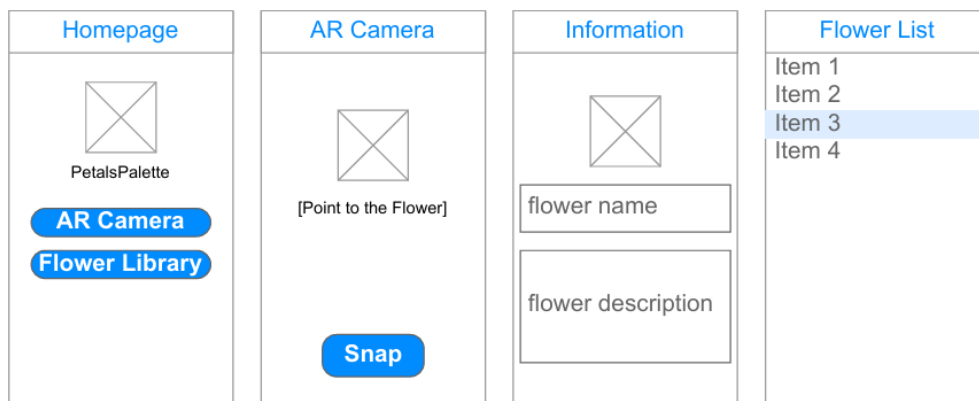 Homepage
PetalsPalette
AR Camera
Flower Library
AR Camera
[Point to the Flower]
Snap
Information
flower name
flower description
Flower List
Item 1
Item 2
Item 3
Item 4